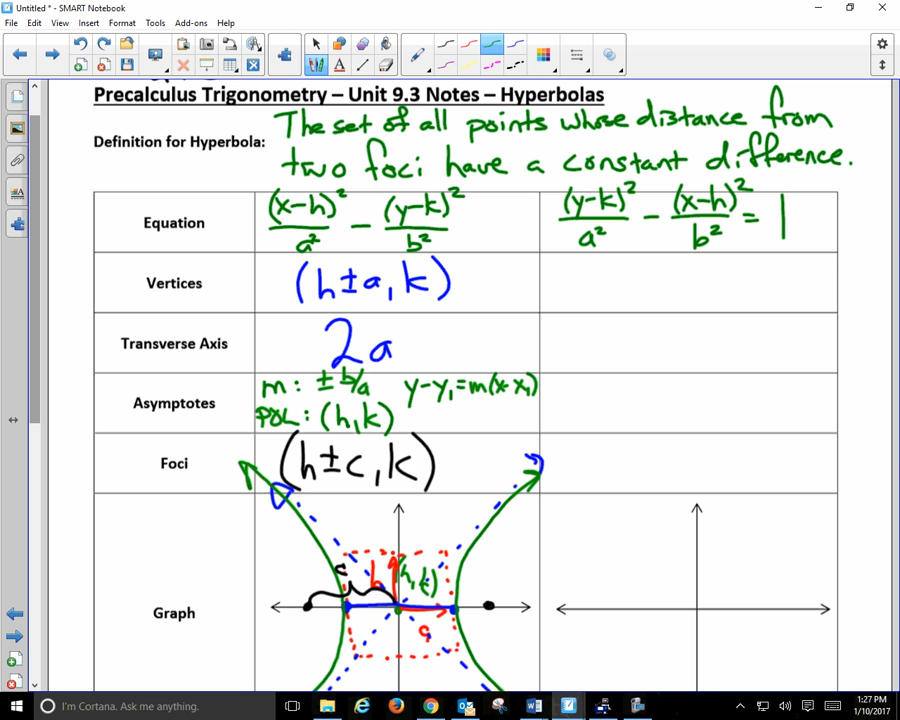 Untitled * - SMART Notebook
File Edit View Insert Format Tools Add-ons Help
Precalculus Trigonometry – Unit 9.3 Notes – Hyperbolas
Definition for Hyperbola: The set of all points whose distance from
two foci have a constant difference.
Equation (x-h)²/a² - (y-k)²/b² (y-k)²/a² - (x-h)²/b² = 1
Vertices (h±a, k)
Transverse Axis 2a
Asymptotes m: ± b/a y-y₁=m(x-x₁)
POL: (h, k)
Foci (h±c, k)
Graph
c b (h, k)
a
I'm Cortana. Ask me anything.
1:27 PM
1/10/2017